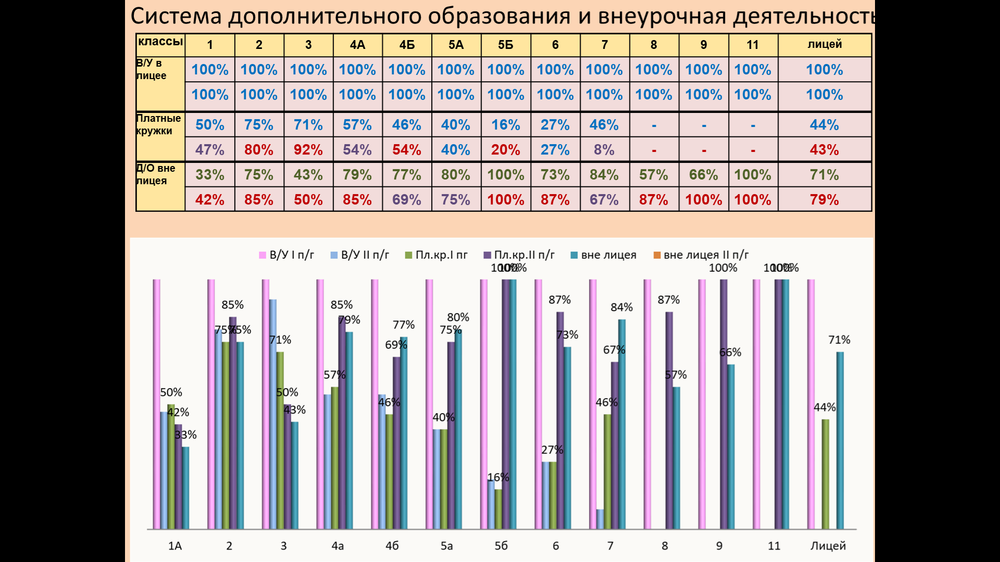 Система дополнительного образования и внеурочная деятельность
классы 1 2 3 4А 4Б 5А 5Б 6 7 8 9 11 лицей
В/У в
лицее
100% 100% 100% 100% 100% 100% 100% 100% 100% 100% 100% 100% 100%
100% 100% 100% 100% 100% 100% 100% 100% 100% 100% 100% 100% 100%
Платные
кружки
50% 75% 71% 57% 46% 40% 16% 27% 46% - - - 44%
47% 80% 92% 54% 54% 40% 20% 27% 8% - - - 43%
Д/О вне
лицея
33% 75% 43% 79% 77% 80% 100% 73% 84% 57% 66% 100% 71%
42% 85% 50% 85% 69% 75% 100% 87% 67% 87% 100% 100% 79%
В/У I п/г В/У II п/г Пл.кр.I пг Пл.кр.II п/г вне лицея вне лицея II п/г
50% 42% 33%
75% 85% 75%
71% 50% 43%
57% 85% 79%
46% 69% 77%
40% 75% 80%
16% 100% 100%
27% 87% 73%
46% 67% 84%
87% 57%
100% 66%
100% 100%
44% 71%
1А 2 3 4а 4б 5а 5б 6 7 8 9 11 Лицей